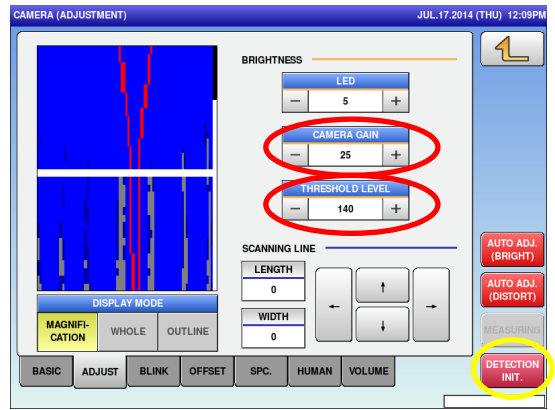 CAMERA (ADJUSTMENT)
JUL.17.2014 (THU) 12:09PM
BRIGHTNESS
LED
− 5 +
CAMERA GAIN
− 25 +
THRESHOLD LEVEL
− 140 +
SCANNING LINE
LENGTH
0
WIDTH
0
← ↑ ↓ →
AUTO ADJ.
(BRIGHT)
AUTO ADJ.
(DISTORT)
MEASURING
DETECTION
INIT.
DISPLAY MODE
MAGNIFI-
CATION
WHOLE
OUTLINE
BASIC
ADJUST
BLINK
OFFSET
SPC.
HUMAN
VOLUME